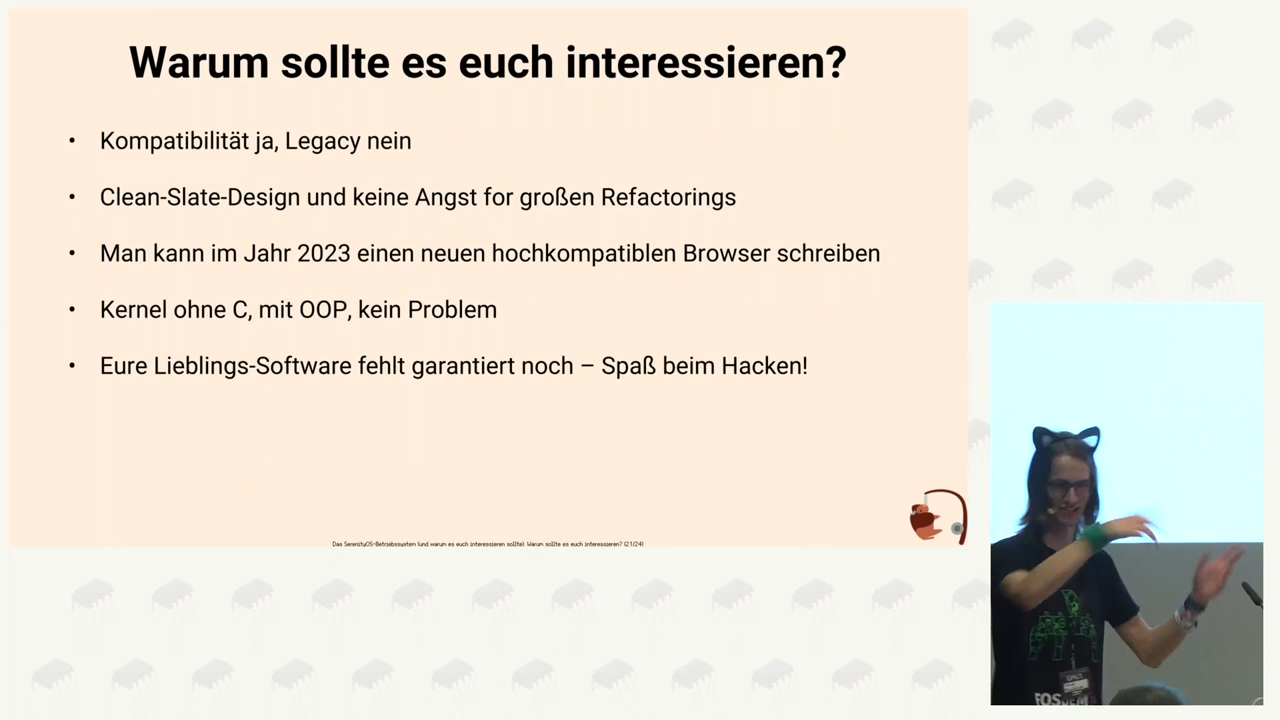 Warum sollte es euch interessieren?
• Kompatibilität ja, Legacy nein
• Clean-Slate-Design und keine Angst for großen Refactorings
• Man kann im Jahr 2023 einen neuen hochkompatiblen Browser schreiben
• Kernel ohne C, mit OOP, kein Problem
• Eure Lieblings-Software fehlt garantiert noch – Spaß beim Hacken!
Das SerenityOS-Betriebssystem (und warum es euch interessieren sollte): Warum sollte es euch interessieren? (21/24)
FOSDEM